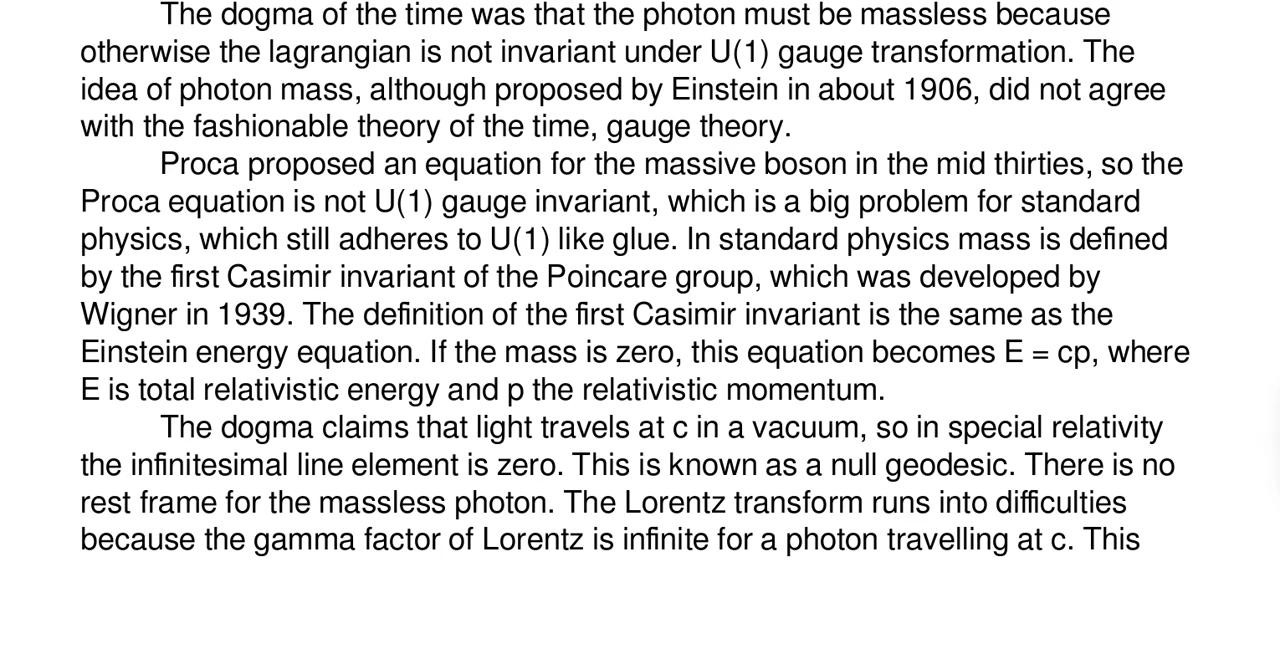 The dogma of the time was that the photon must be massless because
otherwise the lagrangian is not invariant under U(1) gauge transformation. The
idea of photon mass, although proposed by Einstein in about 1906, did not agree
with the fashionable theory of the time, gauge theory.
Proca proposed an equation for the massive boson in the mid thirties, so the
Proca equation is not U(1) gauge invariant, which is a big problem for standard
physics, which still adheres to U(1) like glue. In standard physics mass is defined
by the first Casimir invariant of the Poincare group, which was developed by
Wigner in 1939. The definition of the first Casimir invariant is the same as the
Einstein energy equation. If the mass is zero, this equation becomes E = cp, where
E is total relativistic energy and p the relativistic momentum.
The dogma claims that light travels at c in a vacuum, so in special relativity
the infinitesimal line element is zero. This is known as a null geodesic. There is no
rest frame for the massless photon. The Lorentz transform runs into difficulties
because the gamma factor of Lorentz is infinite for a photon travelling at c. This